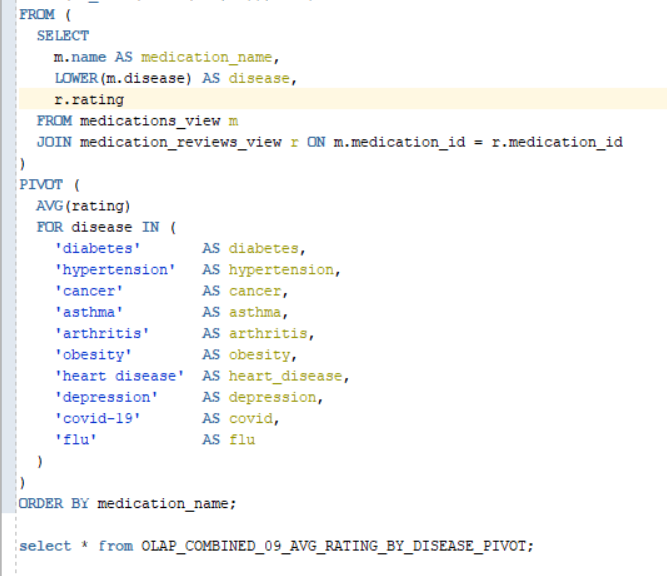 FROM (
SELECT
m.name AS medication_name,
LOWER(m.disease) AS disease,
r.rating
FROM medications_view m
JOIN medication_reviews_view r ON m.medication_id = r.medication_id
)
PIVOT (
AVG(rating)
FOR disease IN (
'diabetes' AS diabetes,
'hypertension' AS hypertension,
'cancer' AS cancer,
'asthma' AS asthma,
'arthritis' AS arthritis,
'obesity' AS obesity,
'heart disease' AS heart_disease,
'depression' AS depression,
'covid-19' AS covid,
'flu' AS flu
)
)
ORDER BY medication_name;
select * from OLAP_COMBINED_09_AVG_RATING_BY_DISEASE_PIVOT;